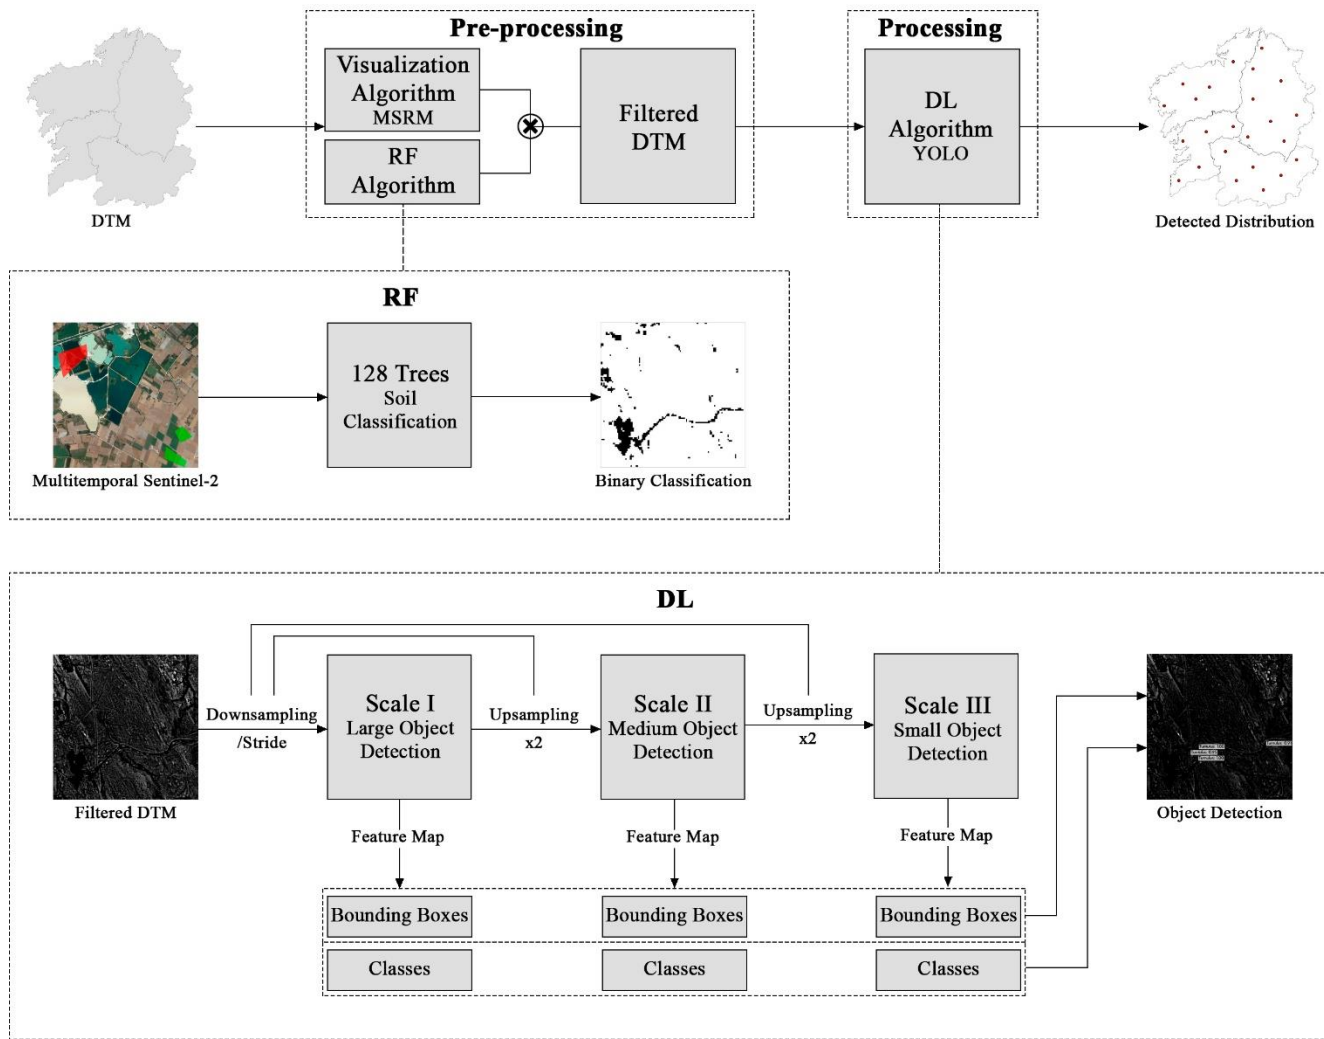 Pre-processing
Processing
Visualization
Algorithm
MSRM
RF
Algorithm
Filtered
DTM
DL
Algorithm
YOLO
DTM
Detected Distribution
RF
128 Trees
Soil
Classification
Multitemporal Sentinel-2
Binary Classification
DL
Downsampling
/Stride
Scale I
Large Object
Detection
Upsampling
x2
Scale II
Medium Object
Detection
Upsampling
x2
Scale III
Small Object
Detection
Filtered DTM
Object Detection
Feature Map
Feature Map
Feature Map
Bounding Boxes
Bounding Boxes
Bounding Boxes
Classes
Classes
Classes